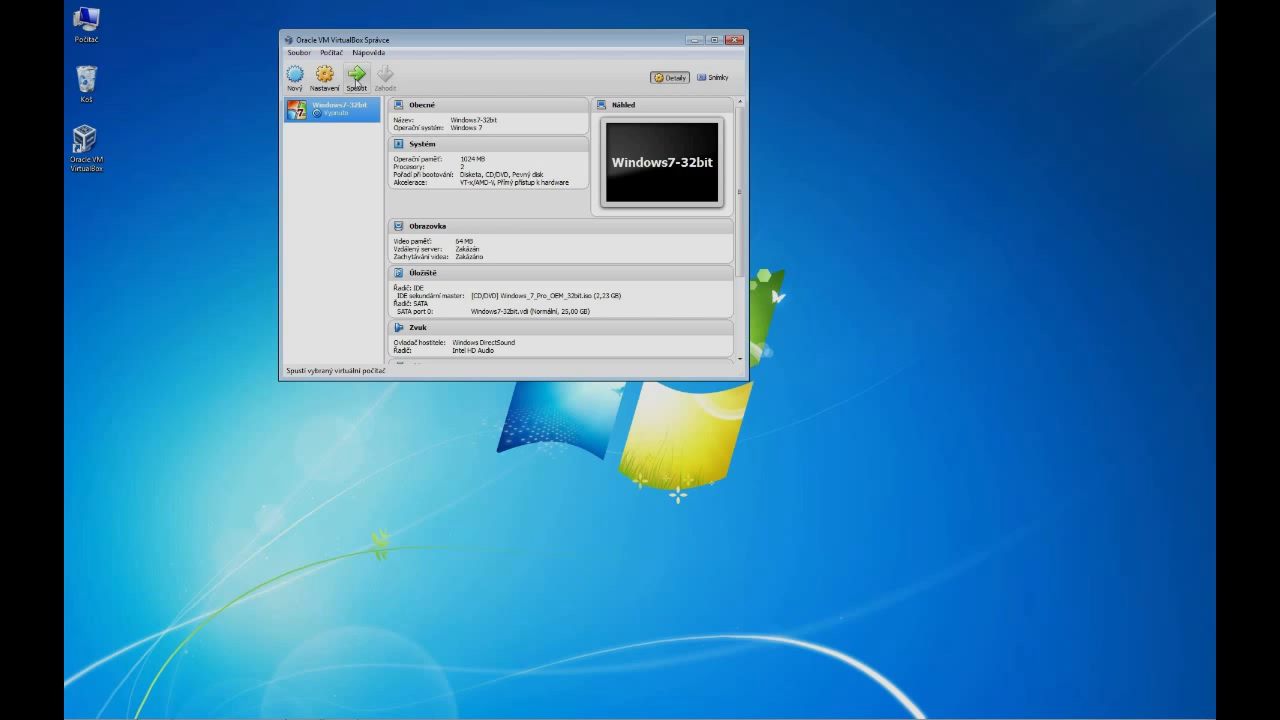 Počítač
Koš
Oracle VM
VirtualBox
Oracle VM VirtualBox Správce
Soubor Počítač Nápověda
Nový Nastavení Spustit Zahodit
Detaily Snímky
Windows7-32bit
Vypnuto
Obecné
Název: Windows7-32bit
Operační systém: Windows 7
Systém
Operační paměť: 1024 MB
Procesory: 2
Pořadí při bootování: Disketa, CD/DVD, Pevný disk
Akcelerace: VT-x/AMD-V, Přímý přístup k hardware
Náhled
Windows7-32bit
Obrazovka
Video paměť: 64 MB
Vzdálený server: Zakázán
Zachytávání videa: Zakázáno
Úložiště
Řadič: IDE
IDE sekundární master: [CD/DVD] Windows_7_Pro_OEM_32bit.iso (2,23 GB)
Řadič: SATA
SATA port 0: Windows7-32bit.vdi (Normální, 25,00 GB)
Zvuk
Ovladač hostitele: Windows DirectSound
Řadič: Intel HD Audio
Spustí vybraný virtuální počítač